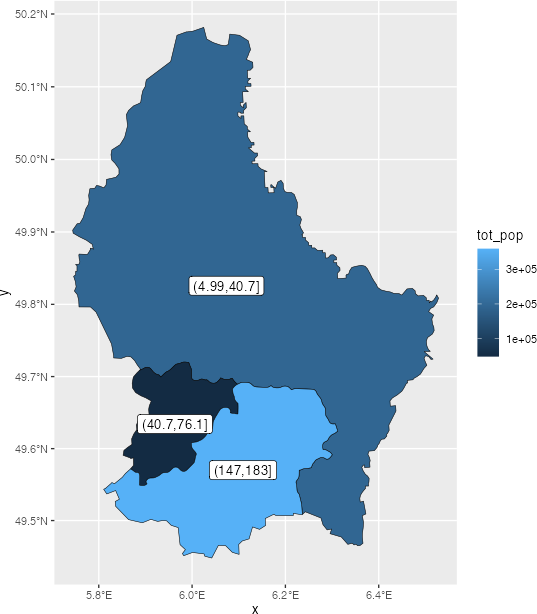 50.2°N
50.1°N
50.0°N
49.9°N
49.8°N
49.7°N
49.6°N
49.5°N
y
(4.99,40.7]
(40.7,76.1]
(147,183]
5.8°E 6.0°E 6.2°E 6.4°E
x
tot_pop
3e+05
2e+05
1e+05